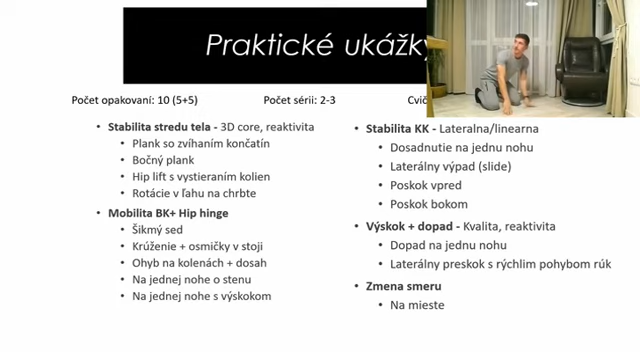 Praktické ukážky
Počet opakovaní: 10 (5+5)
Počet sérii: 2-3
• Stabilita stredu tela - 3D core, reaktivita
• Plank so zvíhaním končatín
• Bočný plank
• Hip lift s vystieraním kolien
• Rotácie v ľahu na chrbte
• Mobilita BK+ Hip hinge
• Šikmý sed
• Krúženie + osmičky v stoji
• Ohyb na kolenách + dosah
• Na jednej nohe o stenu
• Na jednej nohe s výskokom
• Stabilita KK - Lateralna/linearna
• Dosadnutie na jednu nohu
• Laterálny výpad (slide)
• Poskok vpred
• Poskok bokom
• Výskok + dopad - Kvalita, reaktivita
• Dopad na jednu nohu
• Laterálny preskok s rýchlim pohybom rúk
• Zmena smeru
• Na mieste